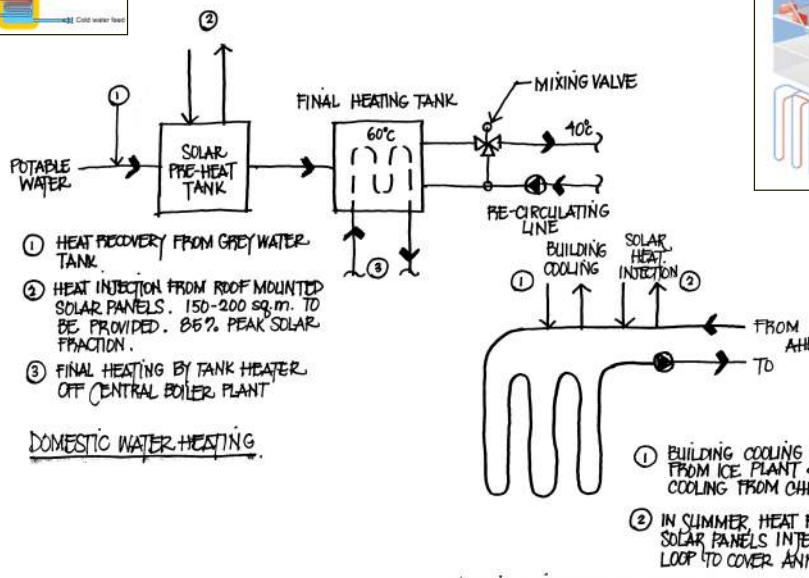 Cold water feed
②
①
POTABLE
WATER
SOLAR
PRE-HEAT
TANK
FINAL HEATING TANK
60°C
MIXING VALVE
40°C
RE-CIRCULATING
LINE
③
① HEAT RECOVERY FROM GREY WATER
TANK
② HEAT INJECTION FROM ROOF MOUNTED
SOLAR PANELS. 150-200 sq.m. TO
BE PROVIDED. 85% PEAK SOLAR
FRACTION.
③ FINAL HEATING BY TANK HEATER
OFF CENTRAL BOILER PLANT
DOMESTIC WATER HEATING.
①
BUILDING
COOLING
SOLAR
HEAT
INJECTION
②
FROM
TO
① BUILDING COOLING
FROM ICE PLANT
COOLING FROM
② IN SUMMER, HEAT
SOLAR PANELS
LOOP TO COVER